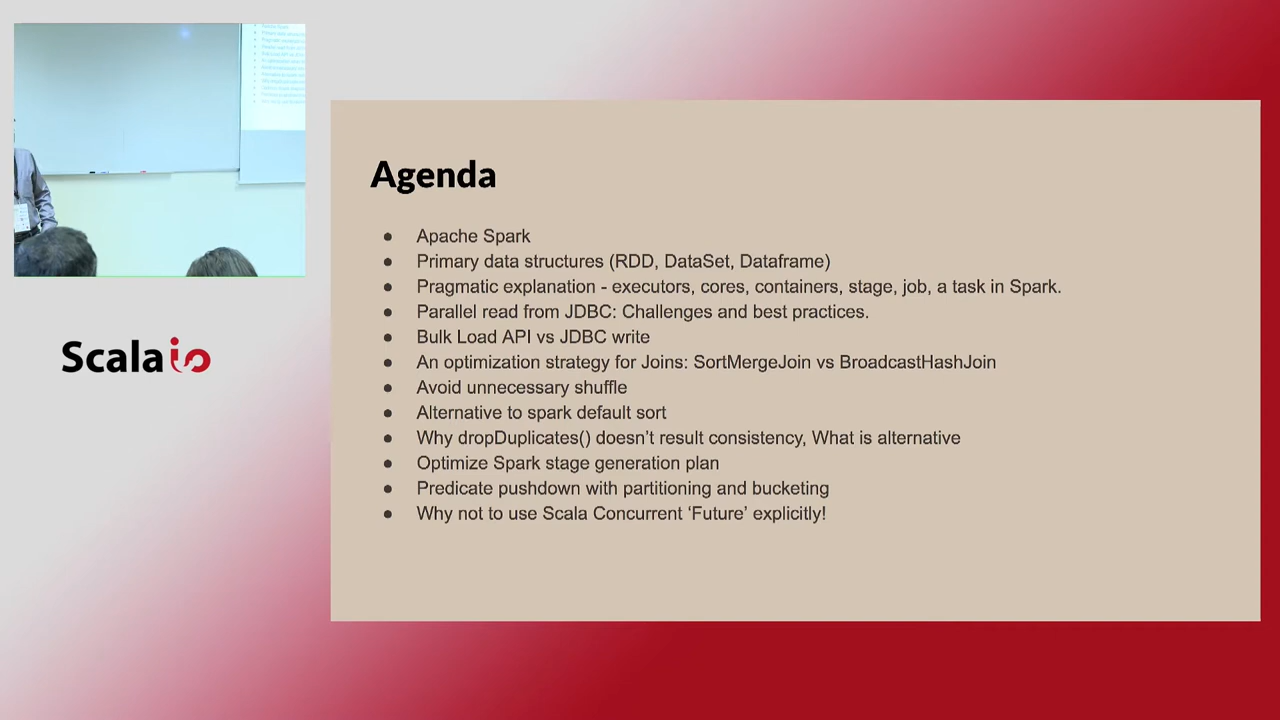 Agenda
● Apache Spark
● Primary data structures (RDD, DataSet, Dataframe)
● Pragmatic explanation - executors, cores, containers, stage, job, a task in Spark.
● Parallel read from JDBC: Challenges and best practices.
● Bulk Load API vs JDBC write
● An optimization strategy for Joins: SortMergeJoin vs BroadcastHashJoin
● Avoid unnecessary shuffle
● Alternative to spark default sort
● Why dropDuplicates() doesn’t result consistency, What is alternative
● Optimize Spark stage generation plan
● Predicate pushdown with partitioning and bucketing
● Why not to use Scala Concurrent ‘Future’ explicitly!
Scala io